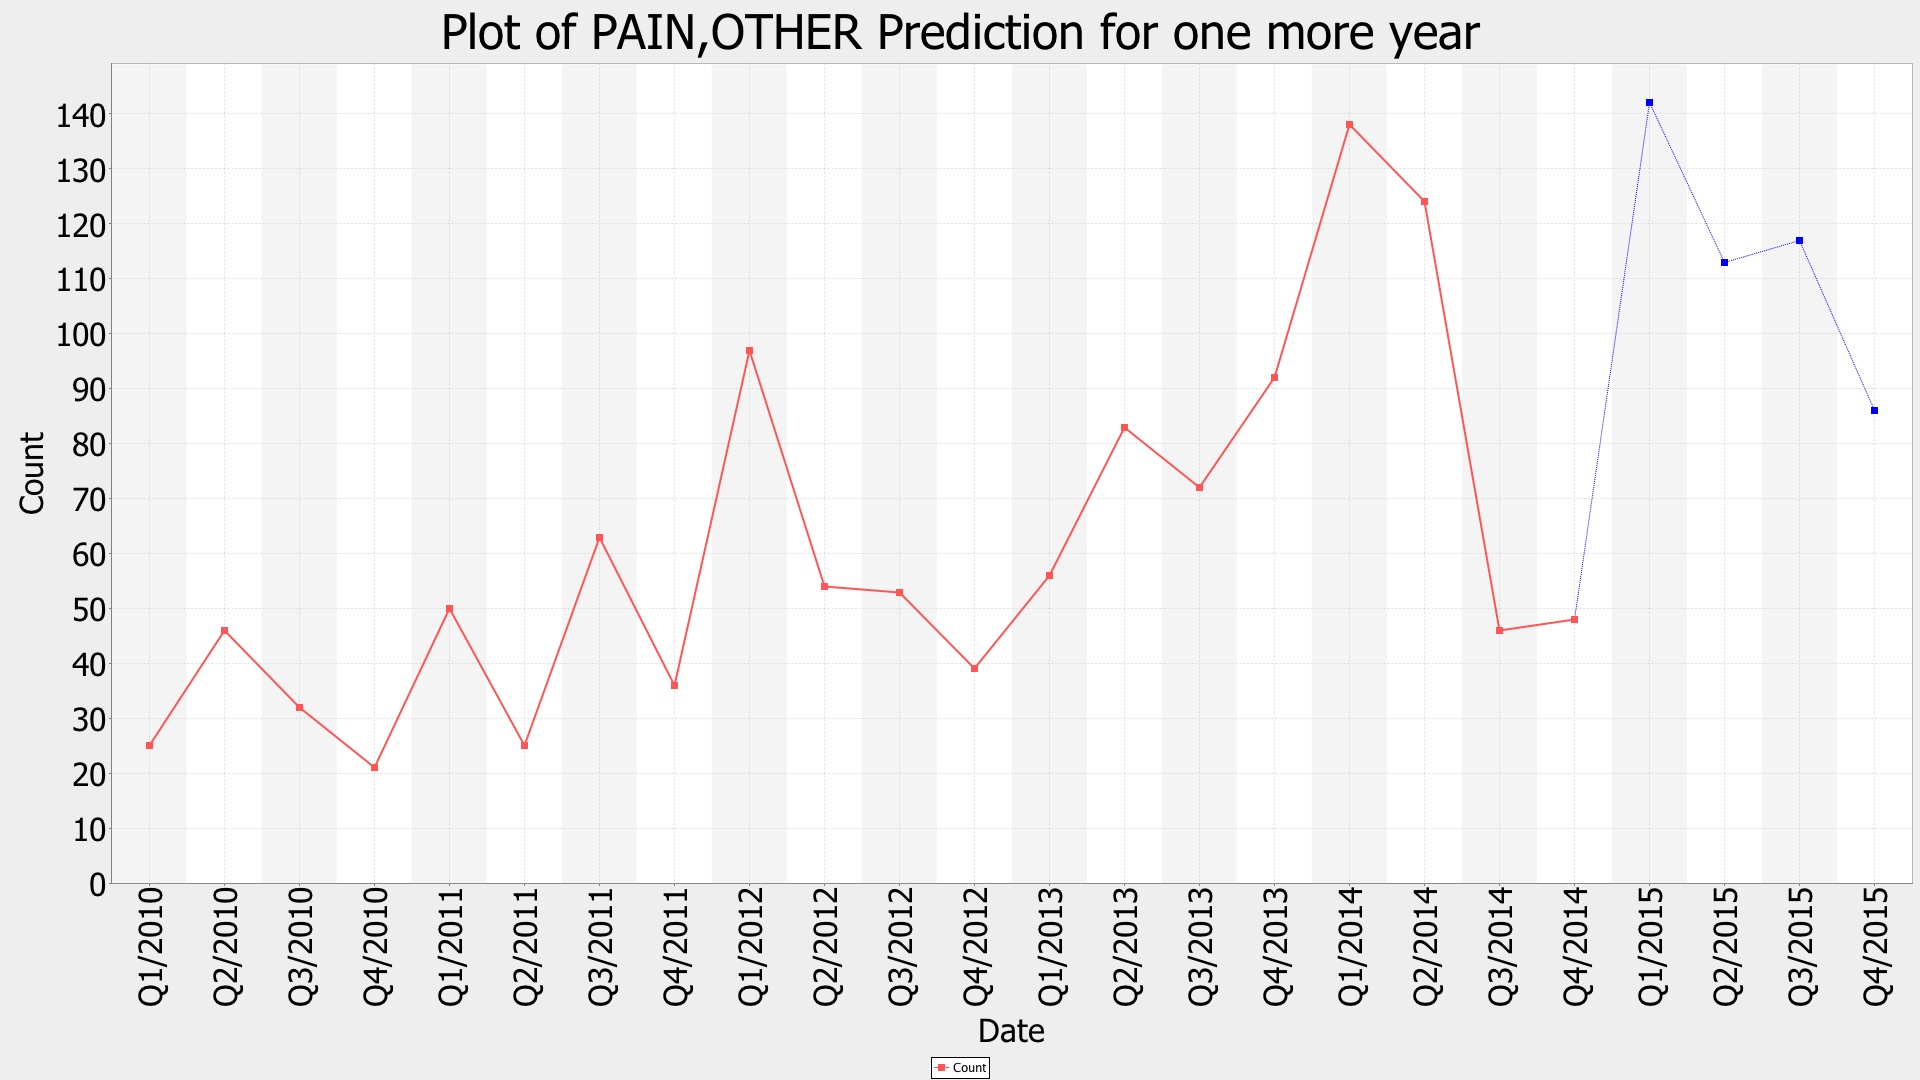 Plot of PAIN,OTHER Prediction for one more year
Count
140
130
120
110
100
90
80
70
60
50
40
30
20
10
0
Q1/2010
Q2/2010
Q3/2010
Q4/2010
Q1/2011
Q2/2011
Q3/2011
Q4/2011
Q1/2012
Q2/2012
Q3/2012
Q4/2012
Q1/2013
Q2/2013
Q3/2013
Q4/2013
Q1/2014
Q2/2014
Q3/2014
Q4/2014
Q1/2015
Q2/2015
Q3/2015
Q4/2015
Date
Count